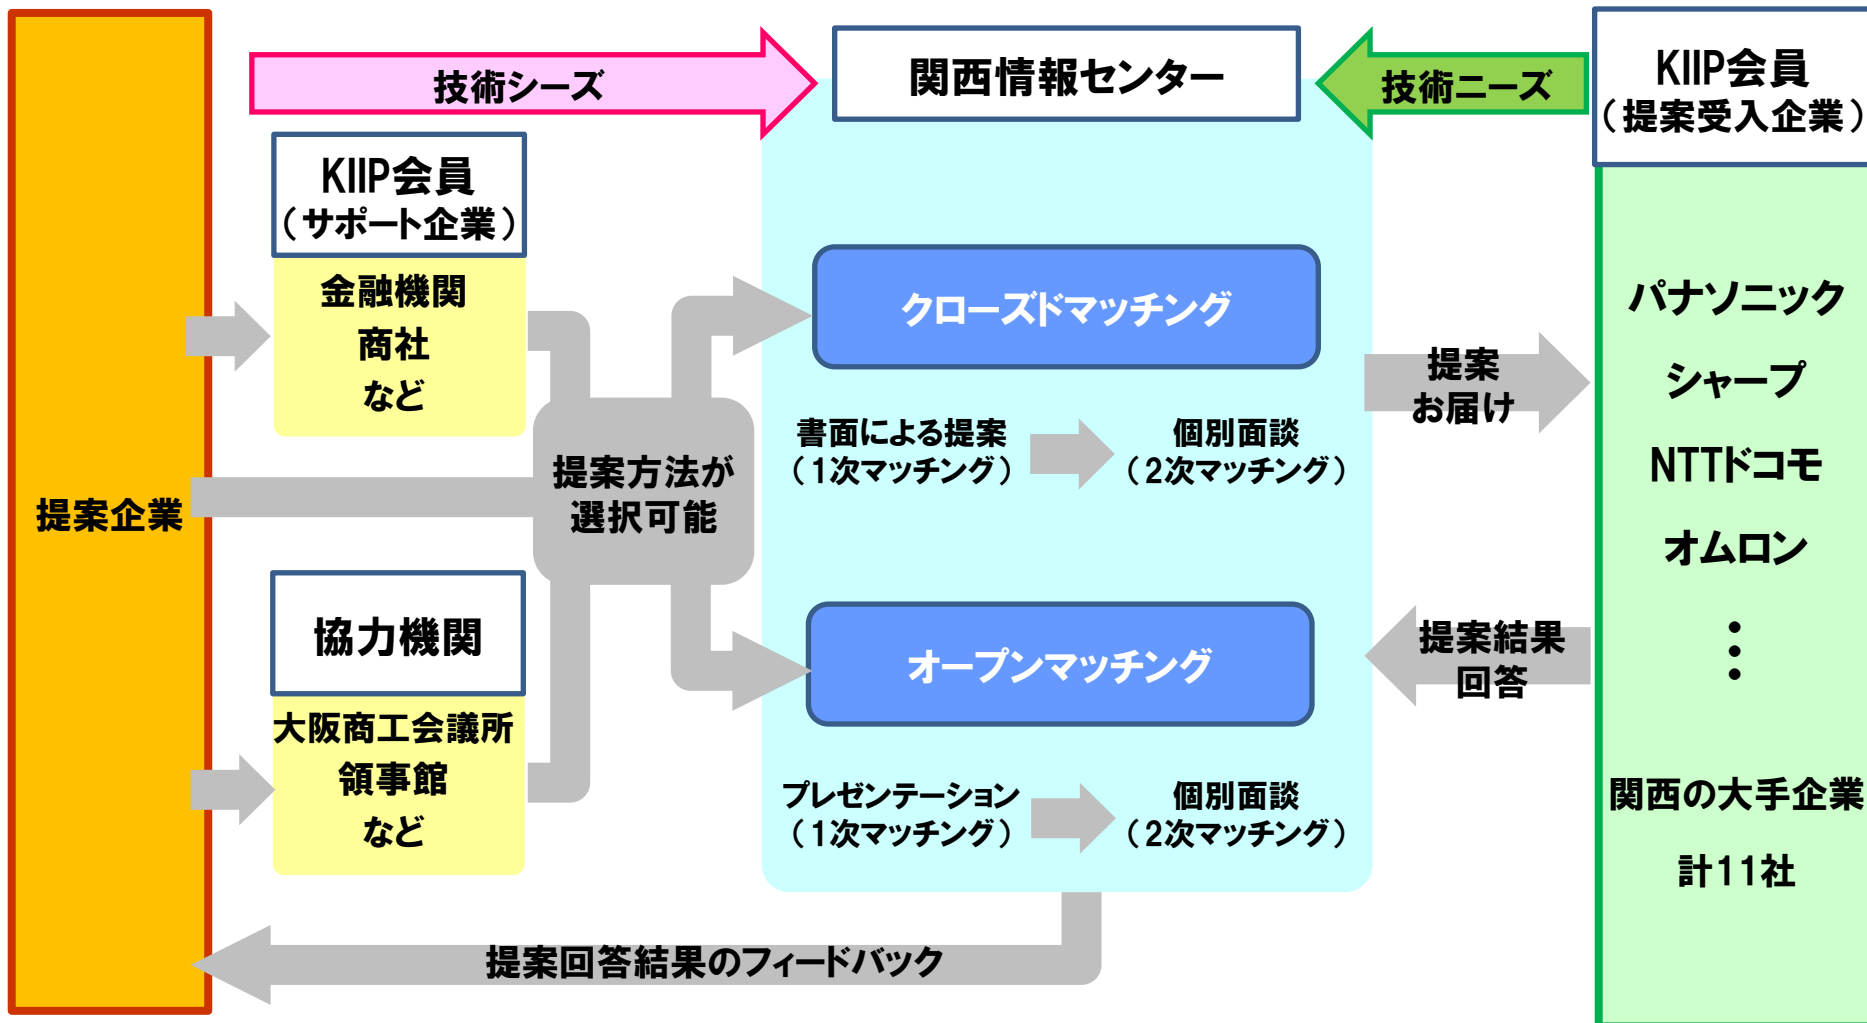 技術シーズ
関西情報センター
技術ニーズ
KIIP会員
（提案受入企業）
KIIP会員
（サポート企業）
金融機関
商社
など
提案企業
協力機関
大阪商工会議所
領事館
など
提案方法が
選択可能
クローズドマッチング
書面による提案
（１次マッチング）
個別面談
（２次マッチング）
オープンマッチング
プレゼンテーション
（１次マッチング）
個別面談
（２次マッチング）
提案
お届け
提案結果
回答
パナソニック
シャープ
NTTドコモ
オムロン
⋮
関西の大手企業
計１１社
提案回答結果のフィードバック